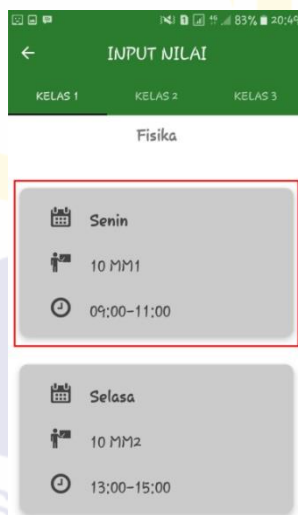 83% 20:49
INPUT NILAI
KELAS 1 KELAS 2 KELAS 3
Fisika
Senin
10 MM1
09:00-11:00
Selasa
10 MM2
13:00-15:00